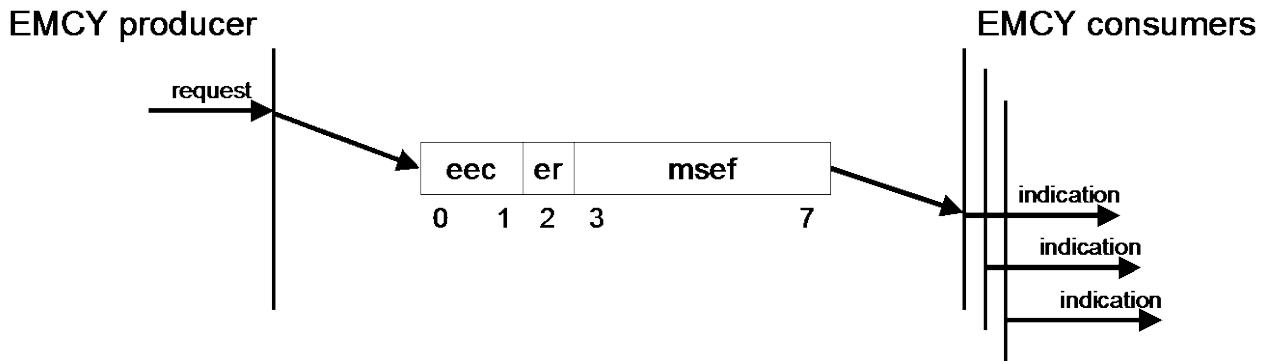 EMCY producer
EMCY consumers
request
eec er msef
0 1 2 3 7
indication
indication
indication